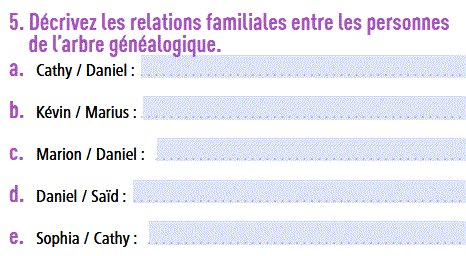 5. Décrivez les relations familiales entre les personnes
de l'arbre généalogique.
a. Cathy / Daniel :
b. Kévin / Marius :
c. Marion / Daniel :
d. Daniel / Saïd :
e. Sophia / Cathy :